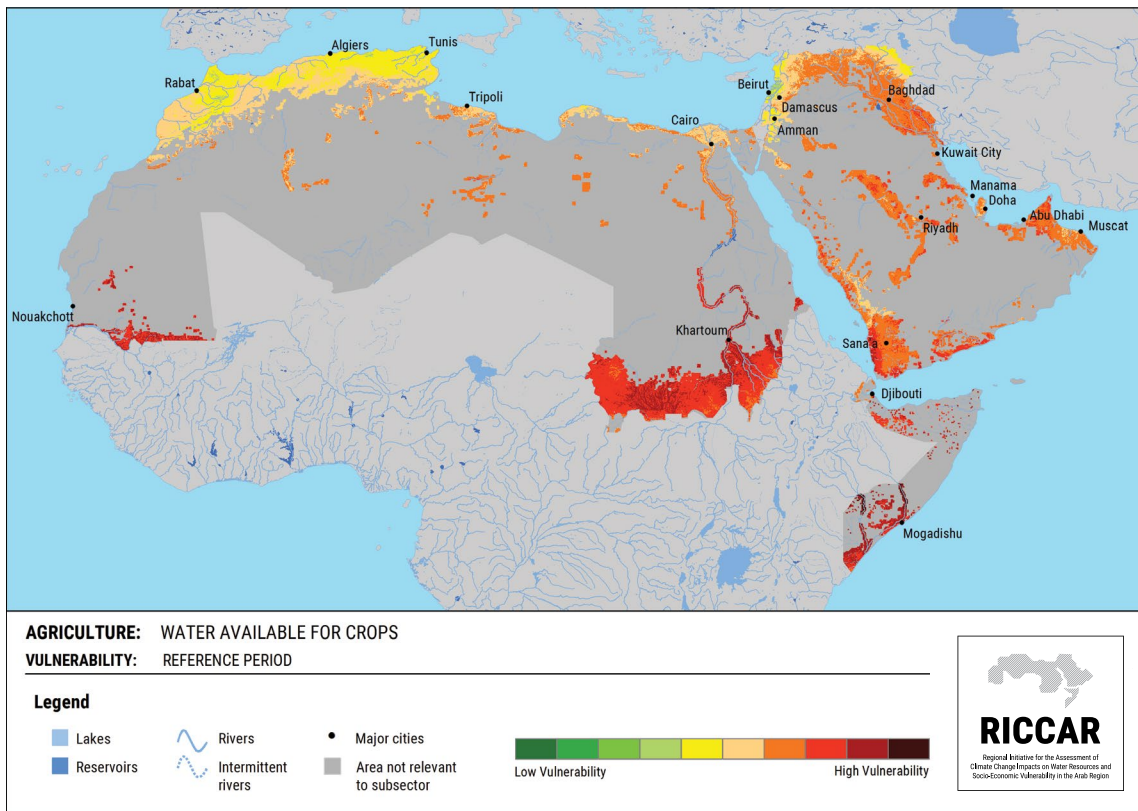 Algiers
Tunis
Rabat
Tripoli
Beirut
Damascus
Baghdad
Cairo
Amman
Kuwait City
Manama
Doha
Abu Dhabi
Riyadh
Muscat
Nouakchott
Khartoum
Sana'a
Djibouti
Mogadishu
AGRICULTURE: WATER AVAILABLE FOR CROPS
VULNERABILITY: REFERENCE PERIOD
Legend
Lakes
Rivers
Major cities
Reservoirs
Intermittent
rivers
Area not relevant
to subsector
Low Vulnerability
High Vulnerability
RICCAR
Regional Initiative for the Assessment of
Climate Change Impacts on Water Resources and
Socio-Economic Vulnerability in the Arab Region